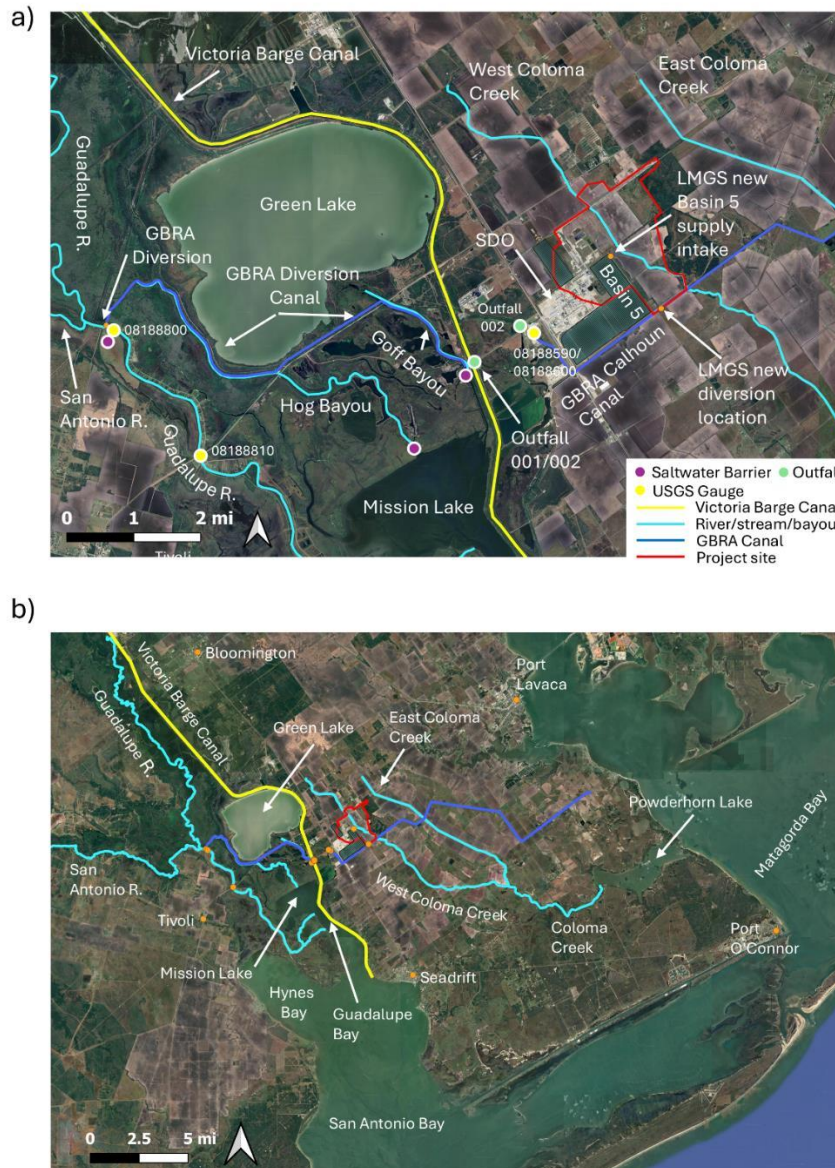 a)
Victoria Barge Canal
West Coloma
Creek
East Coloma
Creek
Guadalupe R.
Green Lake
LMGS new
Basin 5
supply
intake
GBRA
Diversion
SDO
GBRA Diversion
Canal
Basin 5
Outfall
002
08188800
Goff Bayou
08188590/
08188600
GBRA Calhoun
Canal
LMGS new
diversion
location
San
Antonio R.
Hog Bayou
Guadalupe R.
08188810
Outfall
001/002
Mission Lake
Saltwater Barrier
Outfal
USGS Gauge
Victoria Barge Canal
River/stream/bayou
GBRA Canal
Project site
0 1 2 mi
Tivoli
b)
Bloomington
Victoria Barge Canal
Port
Lavaca
Guadalupe R.
Green Lake
East Coloma
Creek
Powderhorn Lake
Matagorda Bay
San
Antonio R.
West Coloma Creek
Tivoli
Coloma
Creek
Port
O'Connor
Mission Lake
Seadrift
Hynes
Bay
Guadalupe
Bay
San Antonio Bay
0 2.5 5 mi